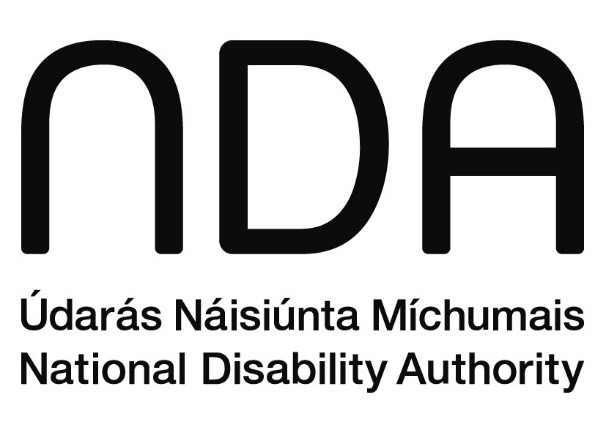 NDA
Údarás Náisiúnta Míchumais
National Disability Authority